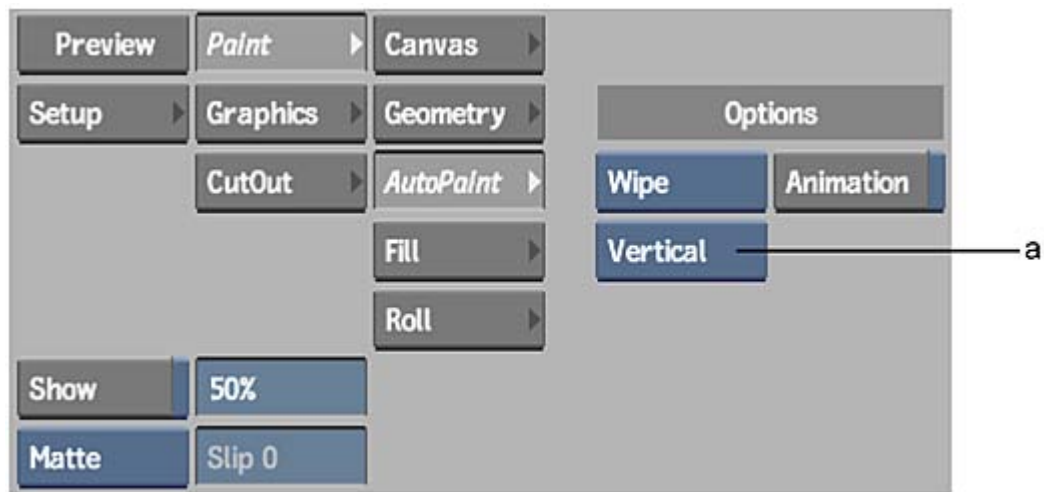 Preview Paint Canvas
Setup Graphics Geometry Options
CutOut AutoPaint Wipe Animation
Fill Vertical a
Roll
Show 50%
Matte Slip 0